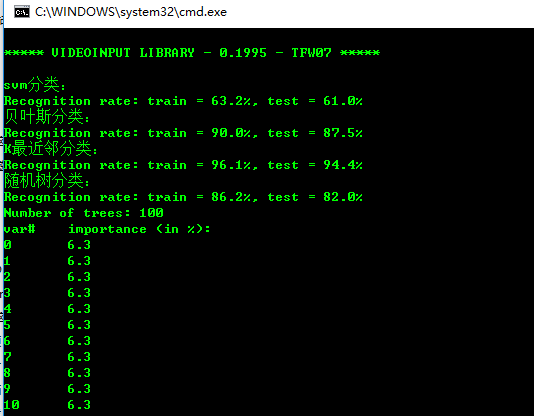 C:\WINDOWS\system32\cmd.exe
***** VIDEOINPUT LIBRARY - 0.1995 - TFW07 *****
svm分类：
Recognition rate: train = 63.2%, test = 61.0%
贝叶斯分类：
Recognition rate: train = 90.0%, test = 87.5%
K最近邻分类：
Recognition rate: train = 96.1%, test = 94.4%
随机树分类：
Recognition rate: train = 86.2%, test = 82.0%
Number of trees: 100
var# importance (in %):
0 6.3
1 6.3
2 6.3
3 6.3
4 6.3
5 6.3
6 6.3
7 6.3
8 6.3
9 6.3
10 6.3